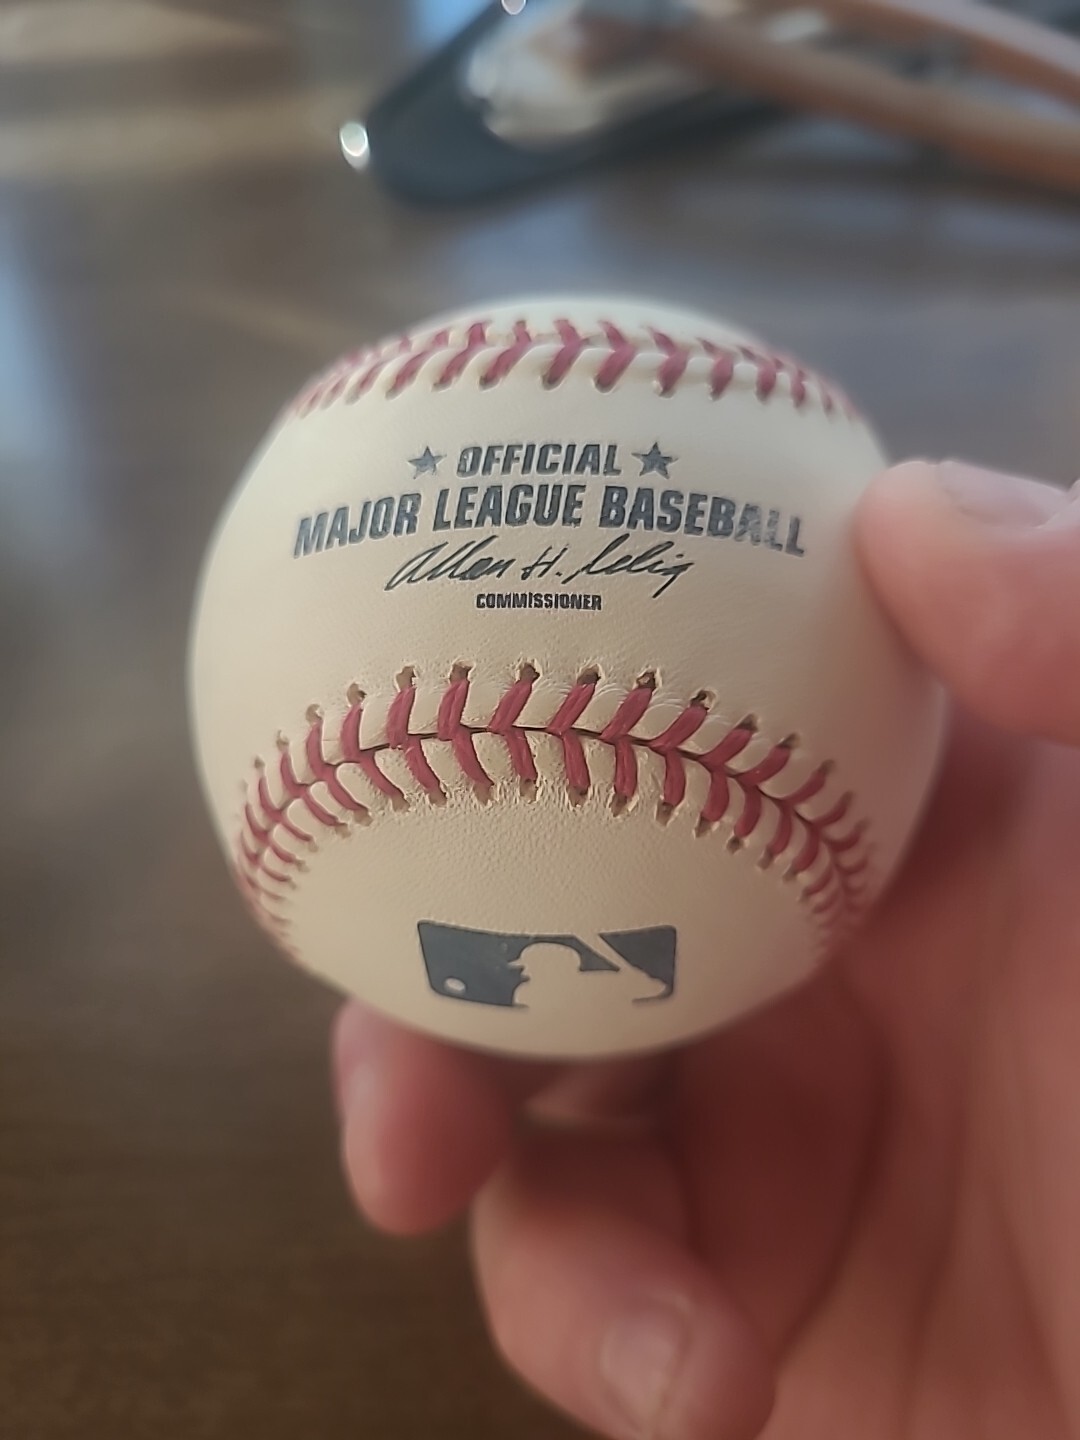 ★ OFFICIAL ★
MAJOR LEAGUE BASEBALL
Allan H. Selig
COMMISSIONER